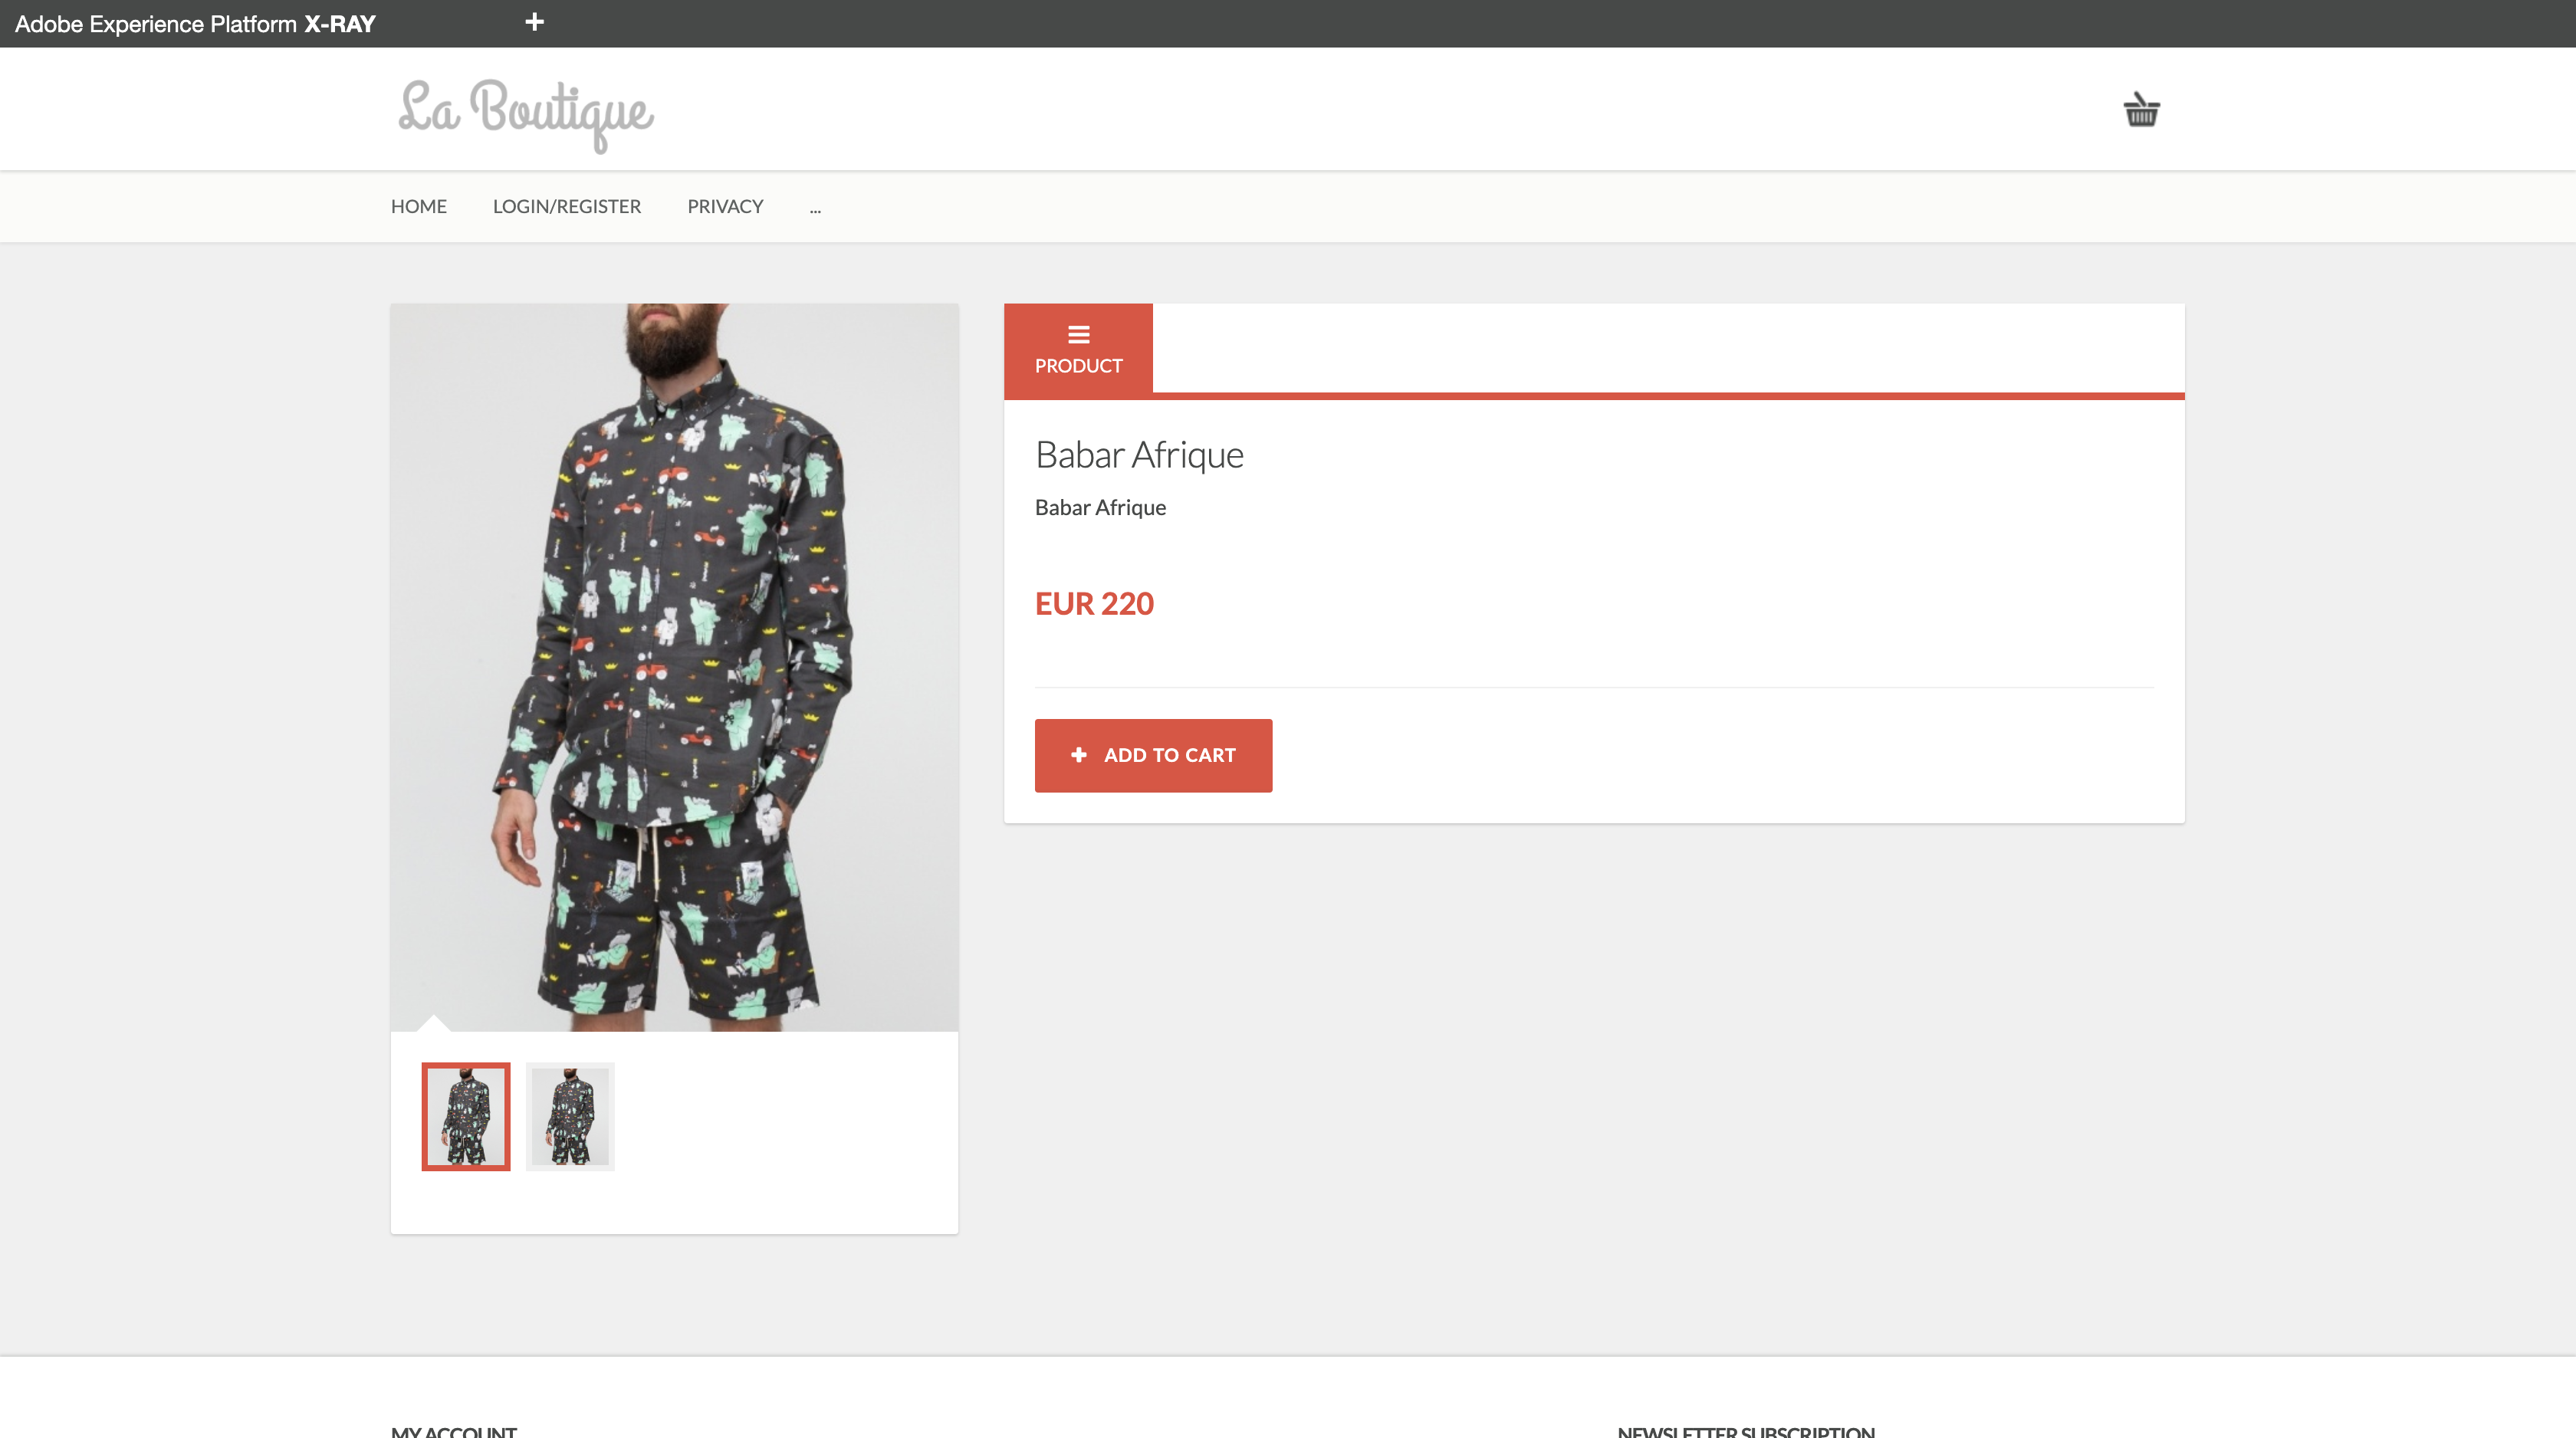 Adobe Experience Platform X-RAY
La Boutique
HOME LOGIN/REGISTER PRIVACY ...
PRODUCT
Babar Afrique
Babar Afrique
EUR 220
ADD TO CART
MY ACCOUNT NEWSLETTER SUBSCRIPTION